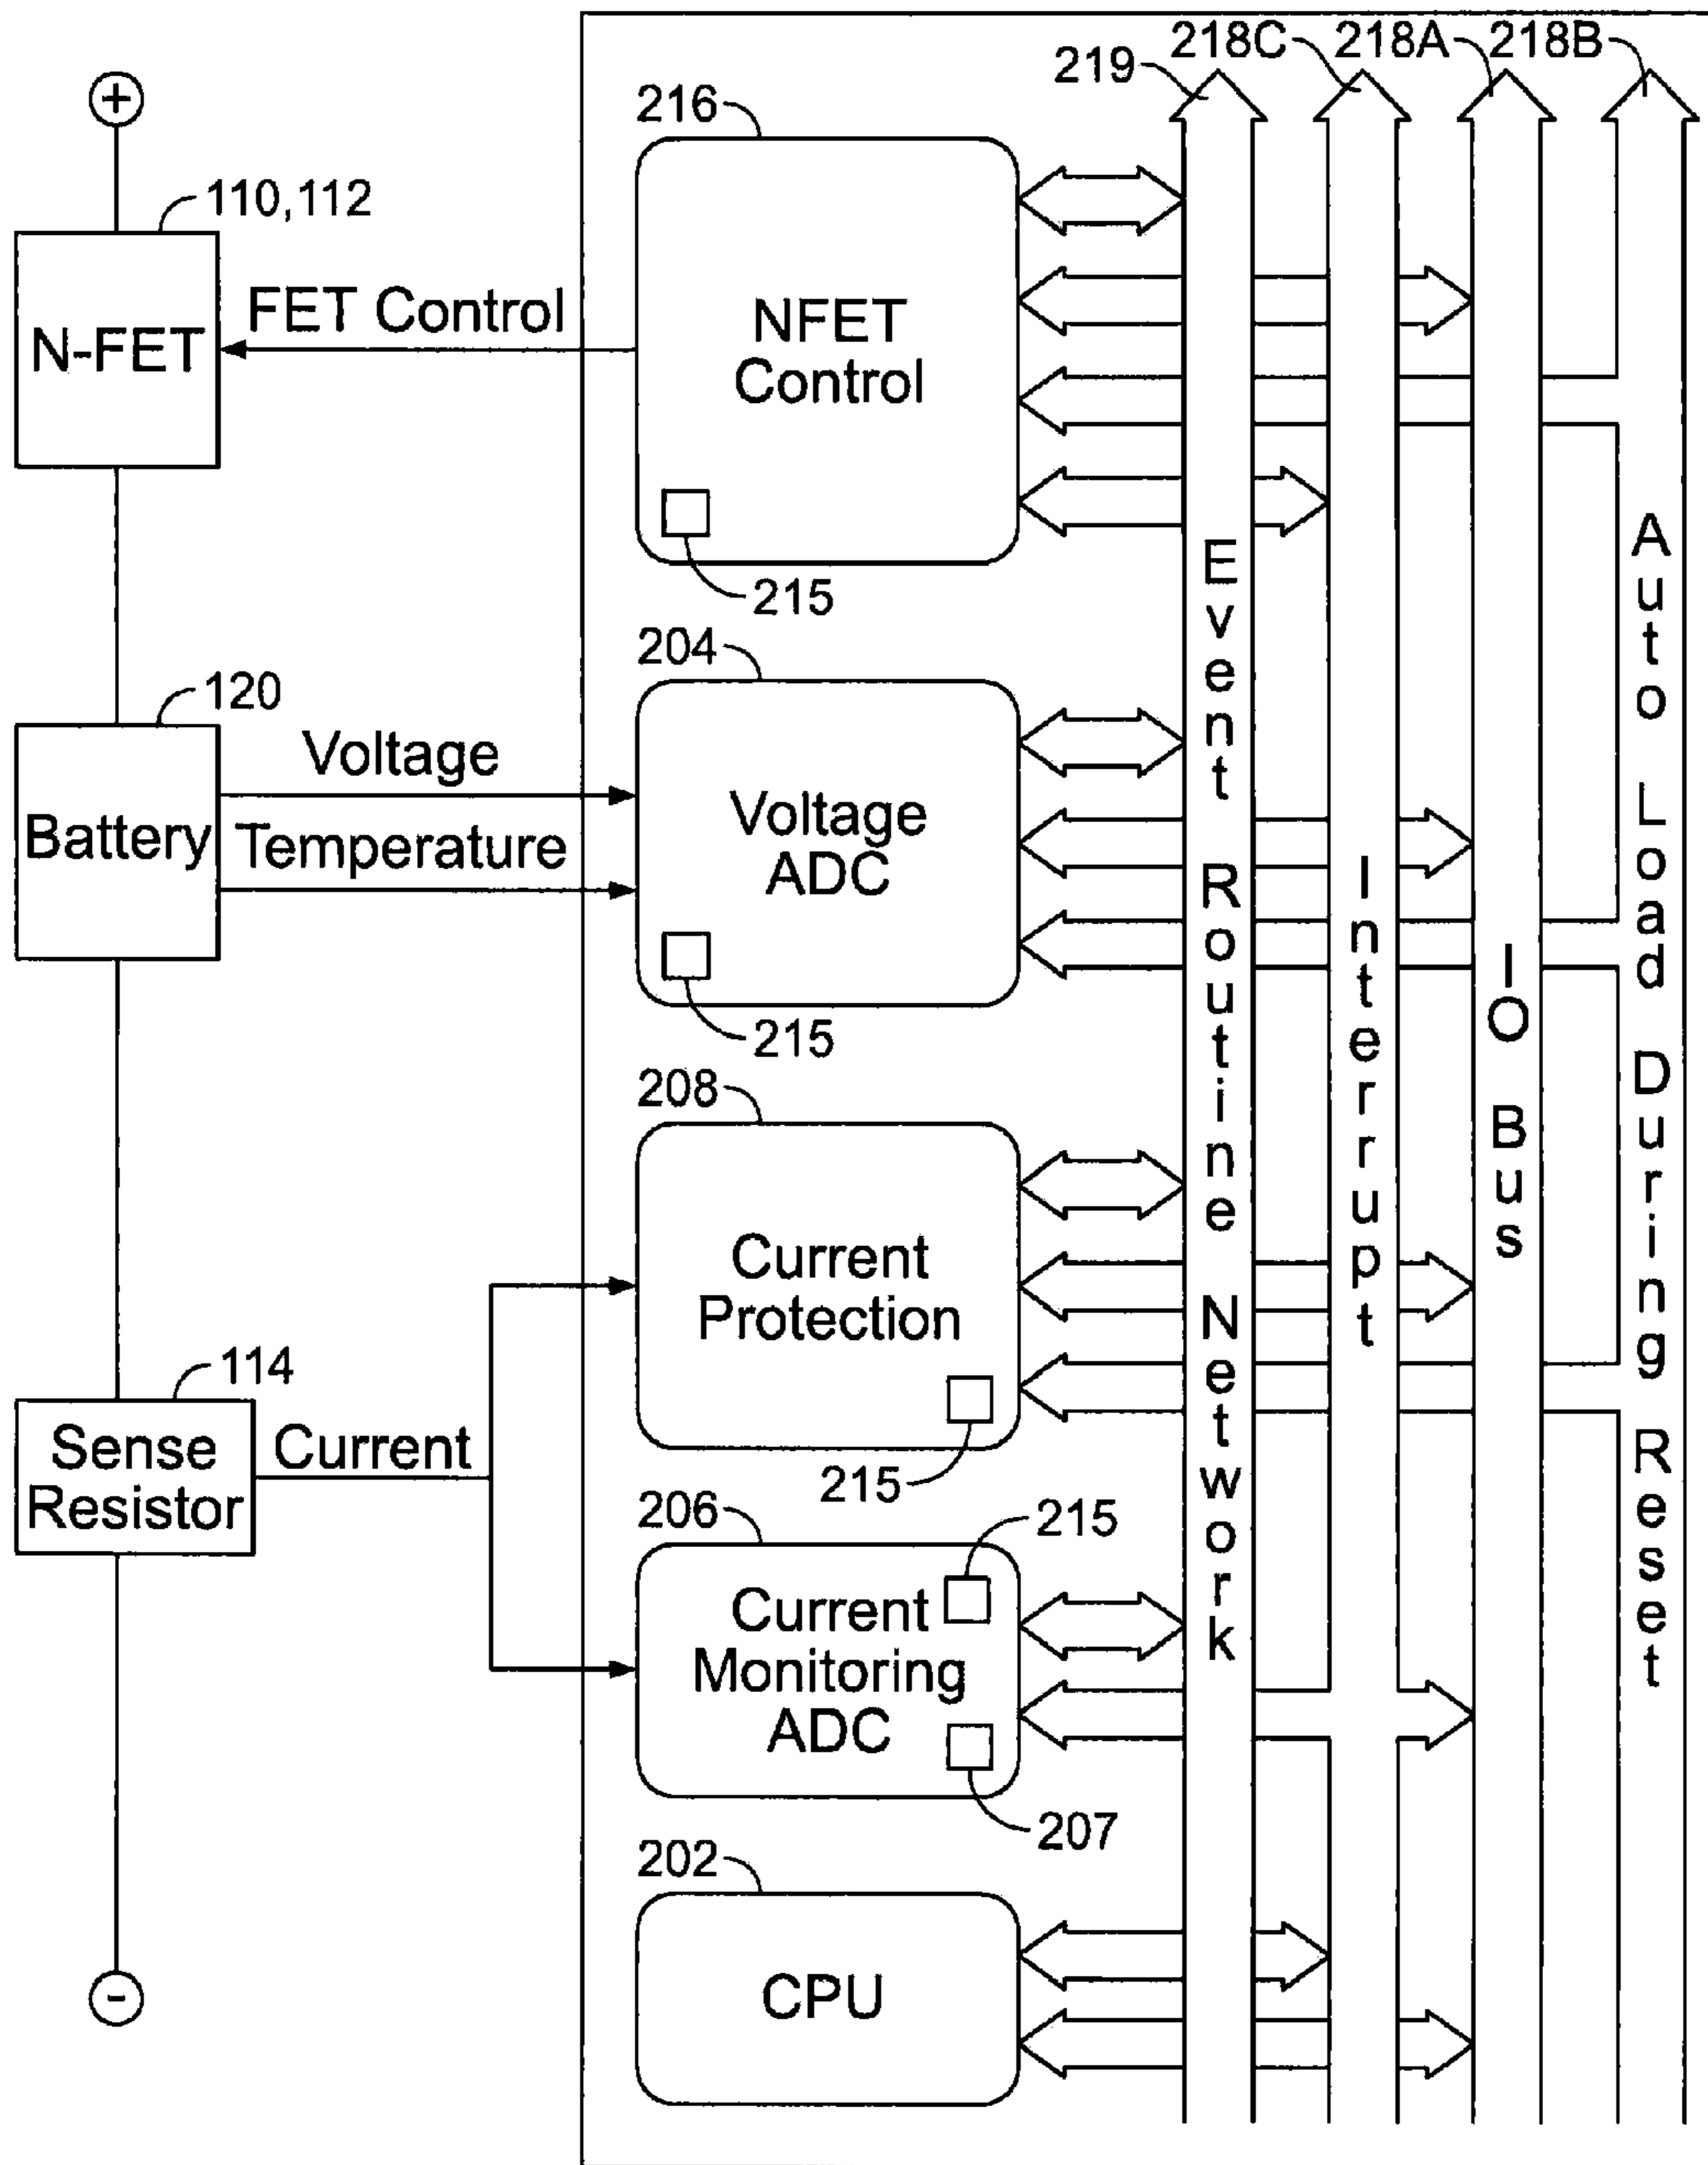 219
218C
218A
218B
+
216
110,112
N-FET
FET Control
NFET
Control
215
204
120
Battery
Voltage
Temperature
Voltage
ADC
215
208
Current
Protection
215
114
Sense
Resistor
Current
206
215
Current
Monitoring
ADC
207
202
CPU
-
Event Routine Network
Interrupt
IO Bus
Auto Load During Reset